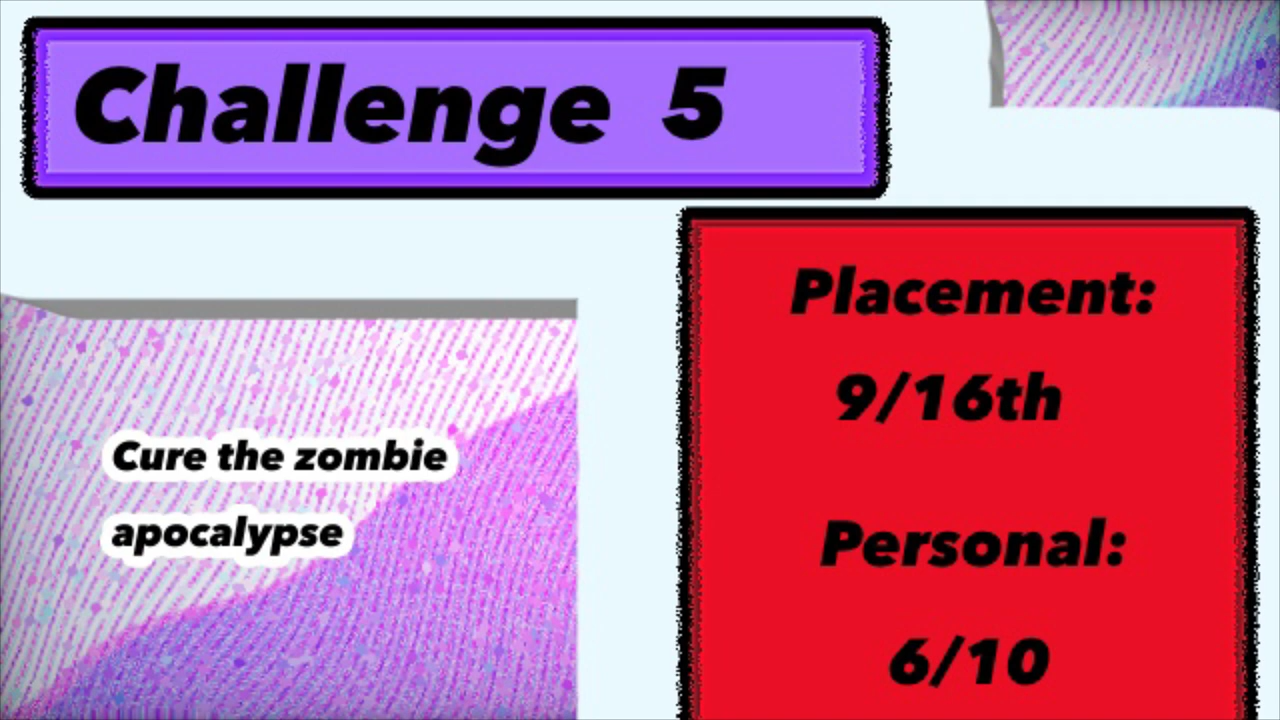 Challenge 5
Placement:
9/16th
Cure the zombie
apocalypse
Personal:
6/10